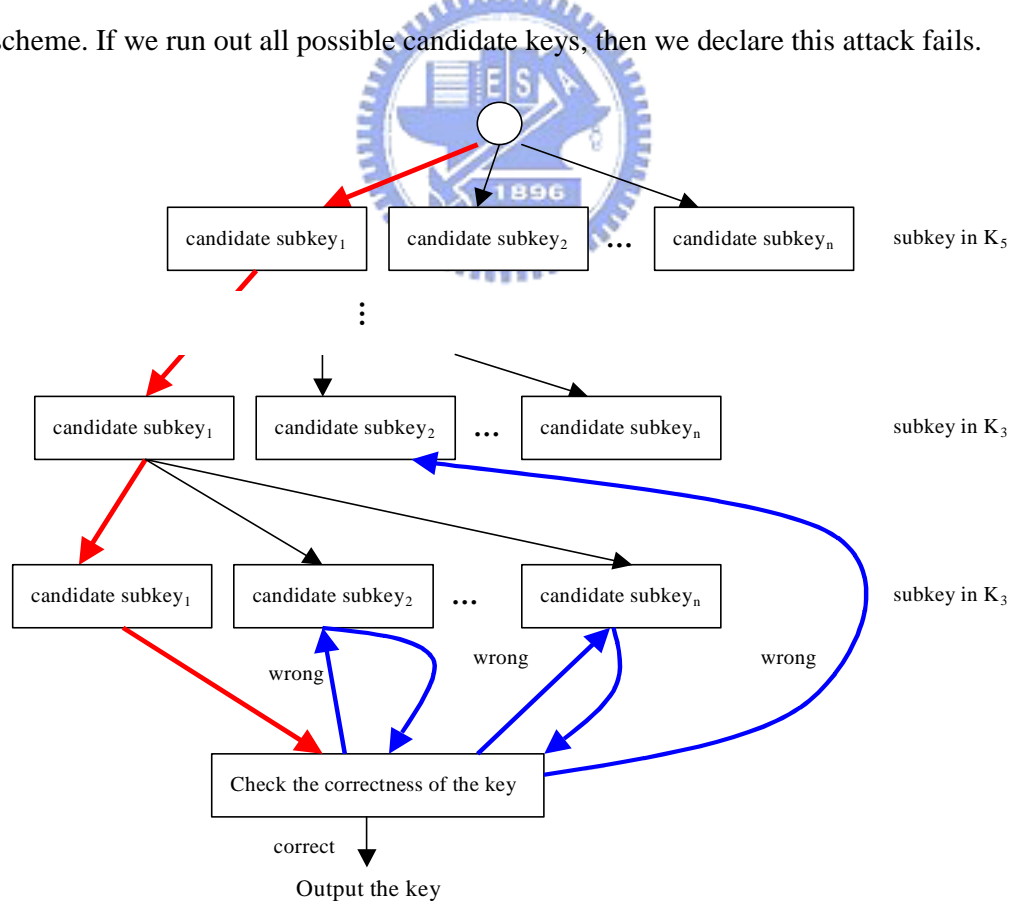 scheme. If we run out all possible candidate keys, then we declare this attack fails.
E S A
1896
candidate subkey₁ candidate subkey₂ ... candidate subkeyₙ subkey in K₅
⋮
candidate subkey₁ candidate subkey₂ ... candidate subkeyₙ subkey in K₃
candidate subkey₁ candidate subkey₂ ... candidate subkeyₙ subkey in K₃
wrong wrong wrong
Check the correctness of the key
correct
Output the key